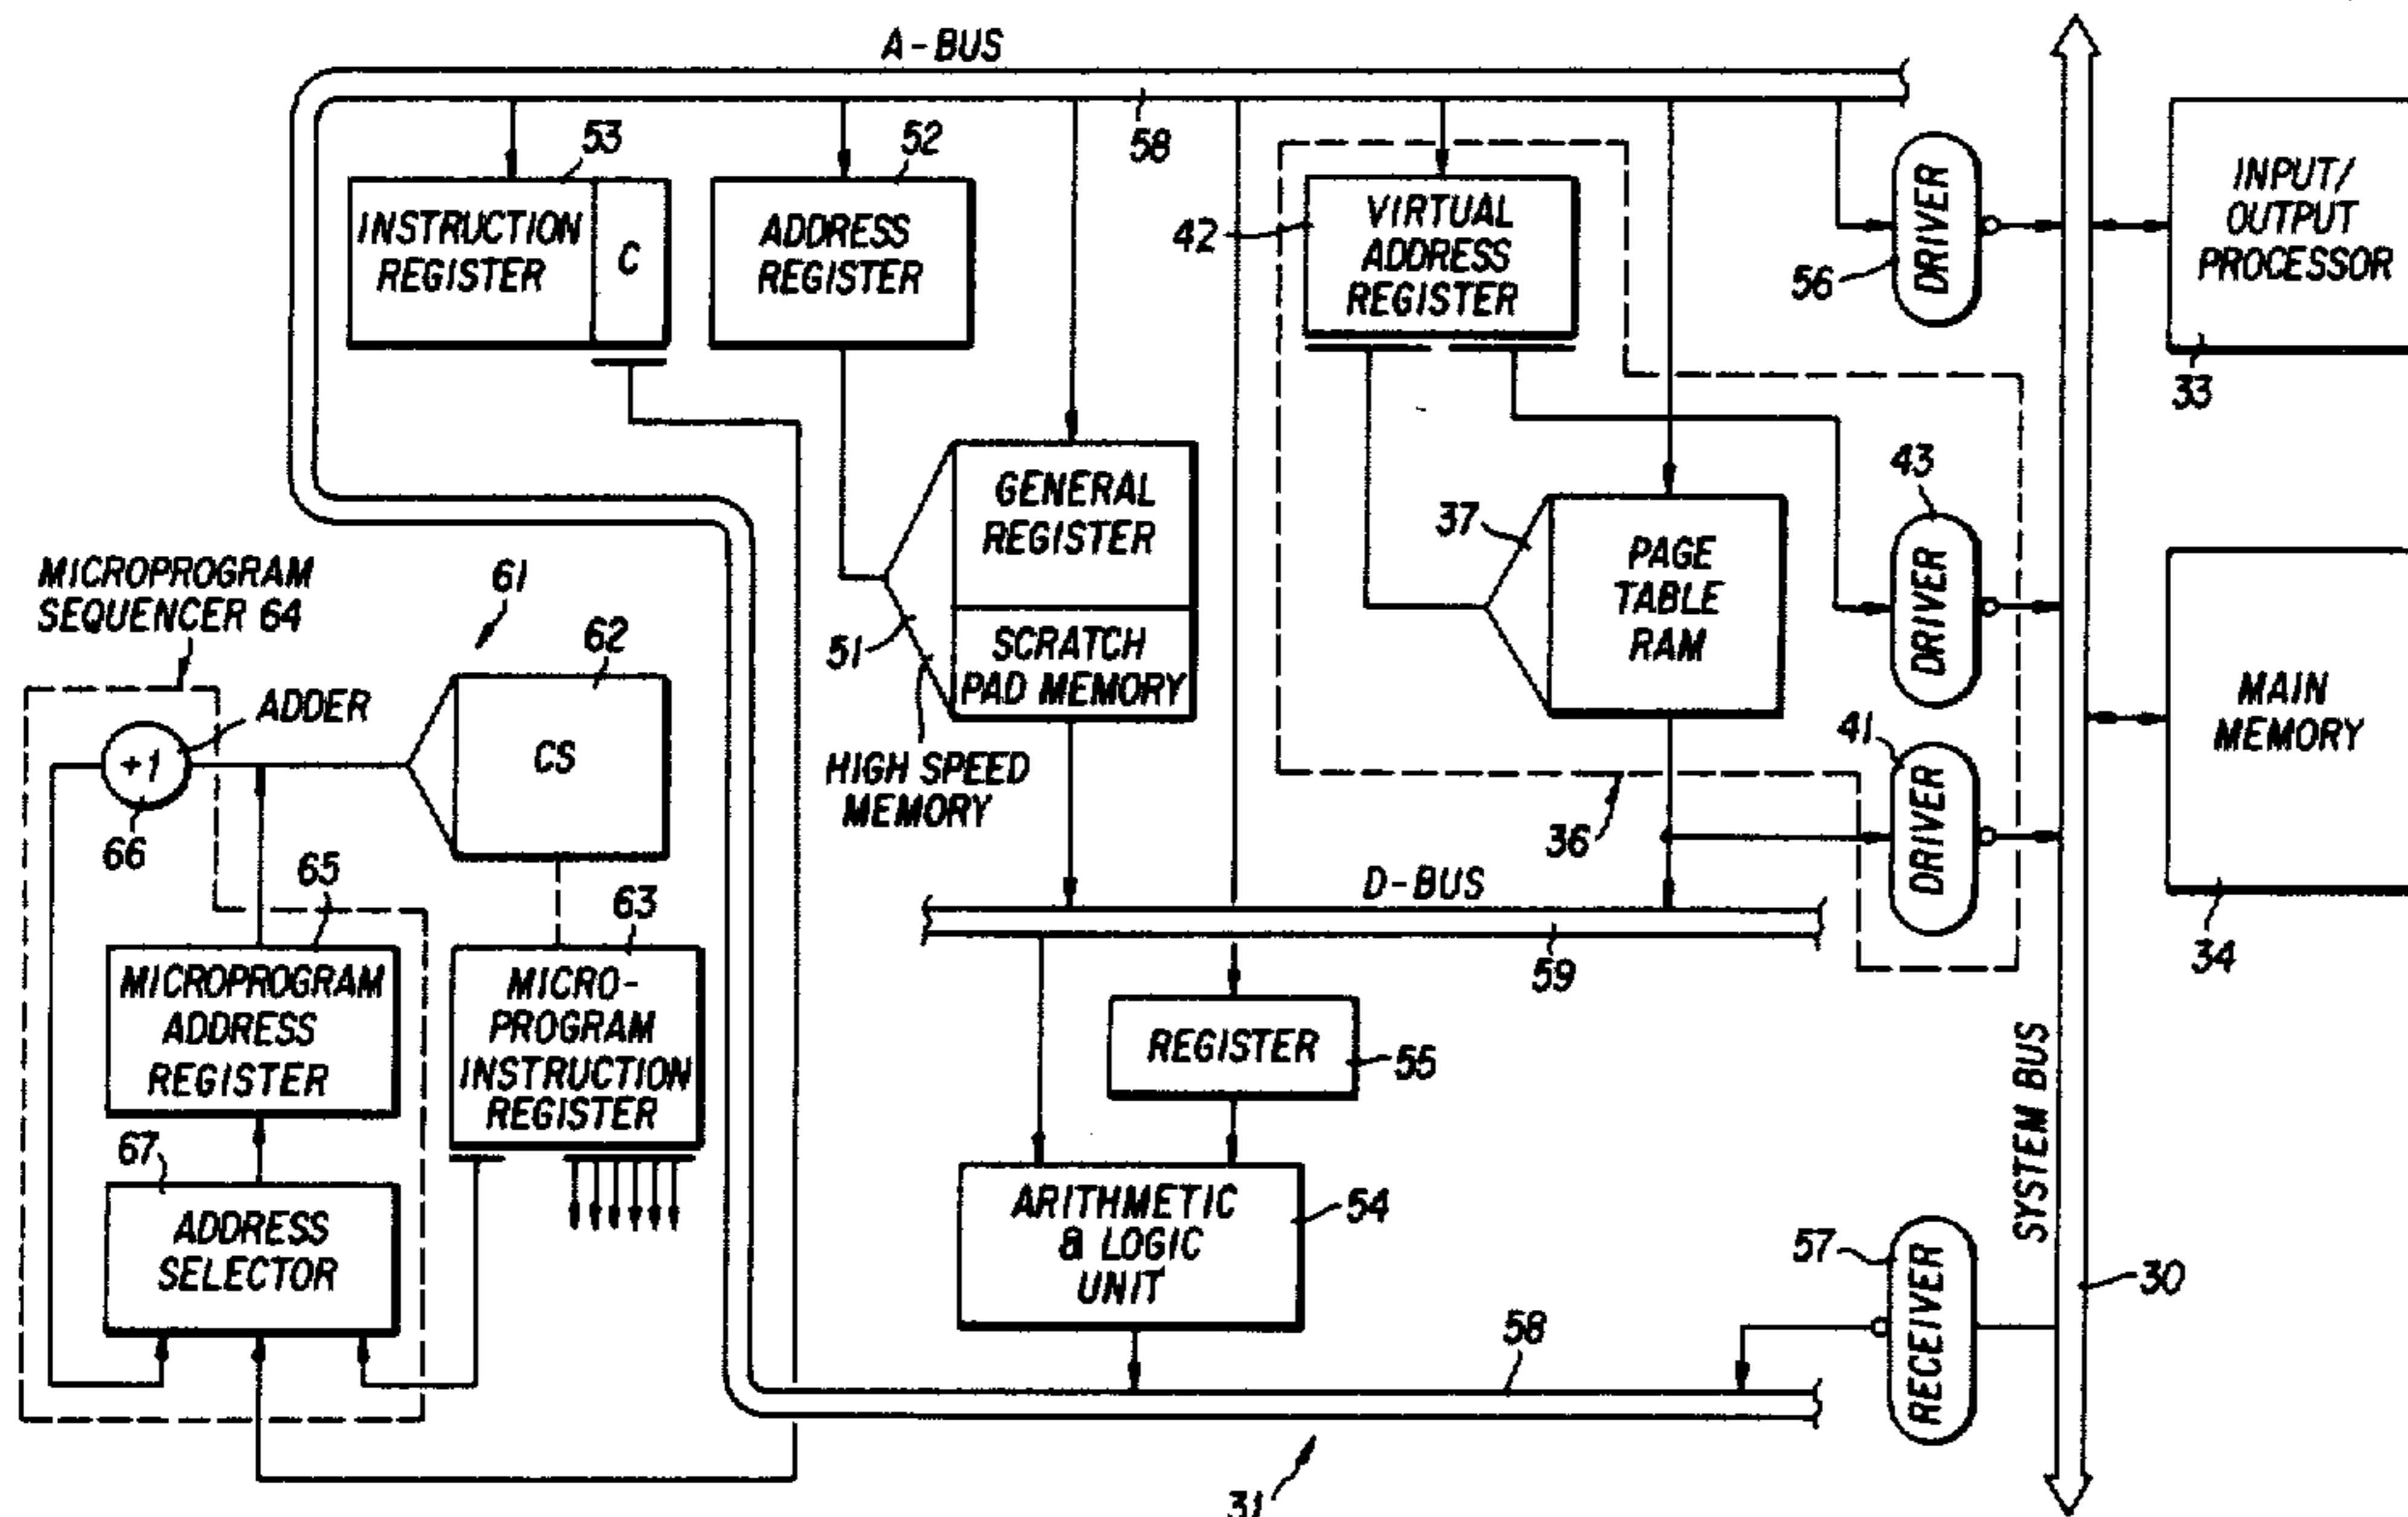 A-BUS
58
53
INSTRUCTION
REGISTER
C
52
ADDRESS
REGISTER
42
VIRTUAL
ADDRESS
REGISTER
56
DRIVER
INPUT/
OUTPUT
PROCESSOR
33
GENERAL
REGISTER
SCRATCH
PAD MEMORY
51
HIGH SPEED
MEMORY
37
PAGE
TABLE
RAM
43
DRIVER
41
DRIVER
36
MAIN
MEMORY
34
MICROPROGRAM
SEQUENCER 64
61
62
CS
ADDER
+1
66
65
MICROPROGRAM
ADDRESS
REGISTER
63
MICRO-
PROGRAM
INSTRUCTION
REGISTER
67
ADDRESS
SELECTOR
D-BUS
59
REGISTER
55
ARITHMETIC
& LOGIC
UNIT
54
58
57
RECEIVER
SYSTEM BUS
30
31